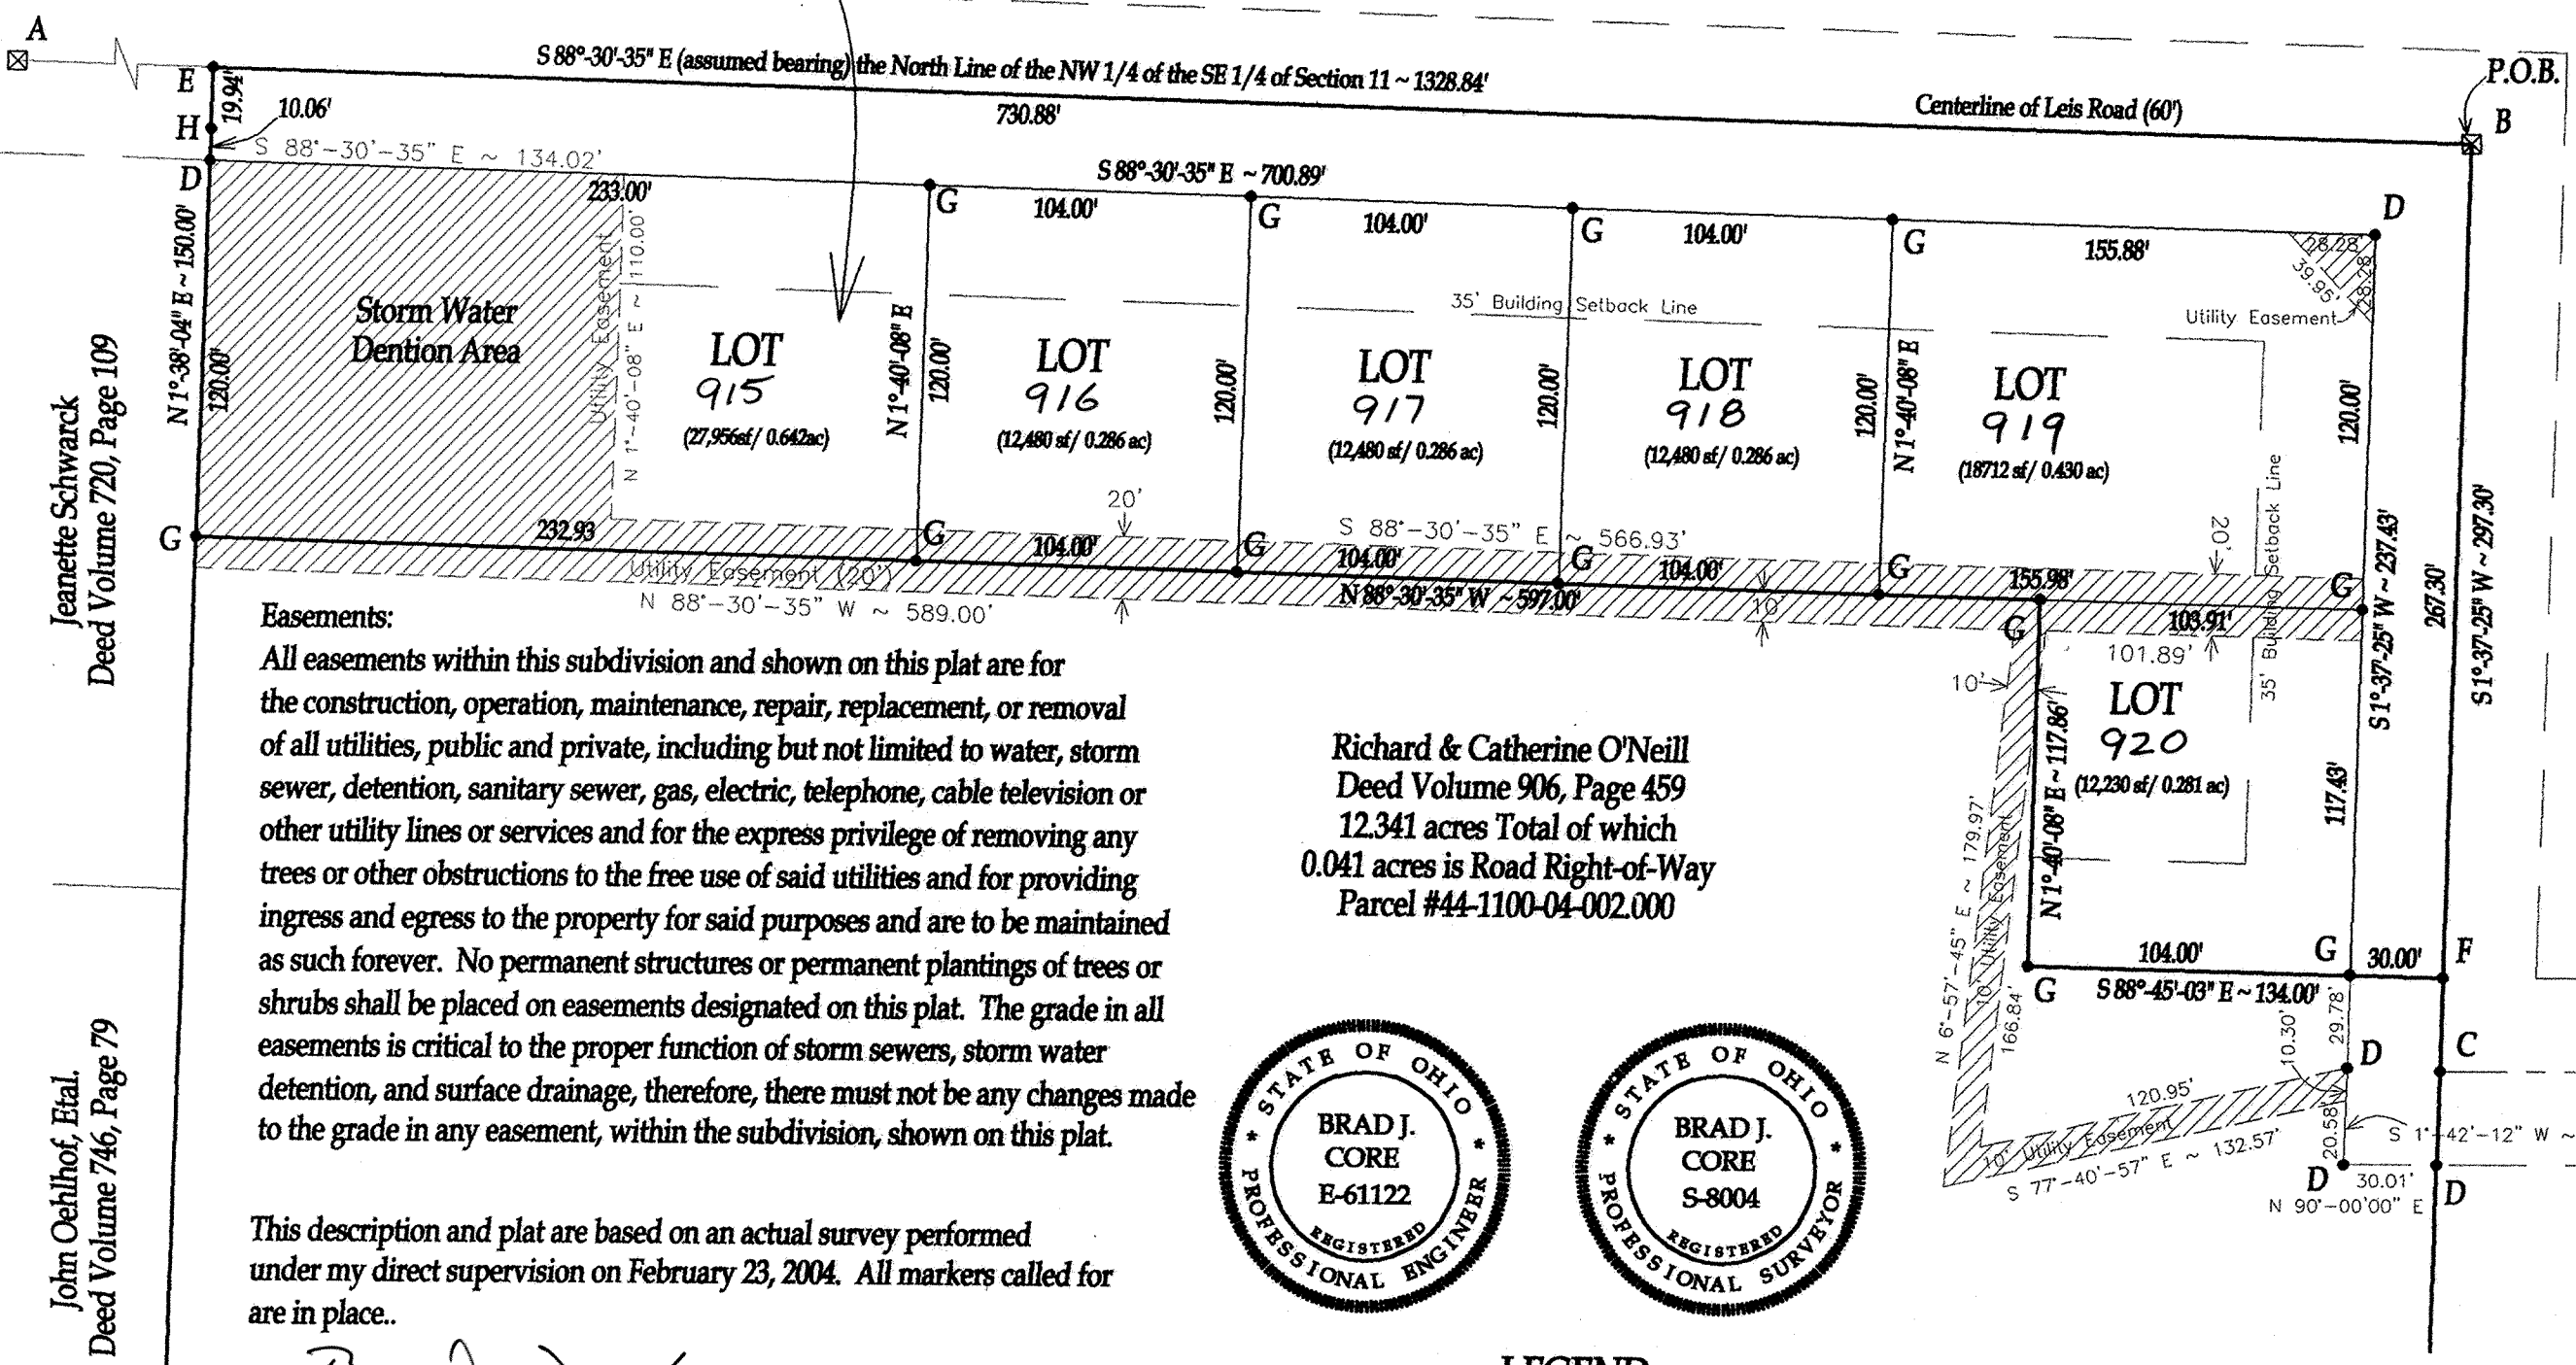 A
S 88°-30'-35" E (assumed bearing) the North Line of the NW 1/4 of the SE 1/4 of Section 11 ~ 1328.84'
P.O.B.
E
19.94'
10.06'
730.88'
Centerline of Leis Road (60')
B
H
S 88°-30'-35" E ~ 134.02'
S 88°-30'-35" E ~ 700.89'
D
233.00'
G
104.00'
G
104.00'
G
104.00'
G
155.88'
D
28.28'
28.28'
39.95'
Utility Easement
N 1°-38'-04" E ~ 150.00'
120.00'
Storm Water
Dention Area
Utility Easement
N 1°-40'-08" E ~ 110.00'
35' Building Setback Line
LOT
915
(27,956sf/ 0.642ac)
N 1°-40'-08" E
120.00'
LOT
916
(12,480 sf/ 0.286 ac)
120.00'
LOT
917
(12,480 sf/ 0.286 ac)
120.00'
LOT
918
(12,480 sf/ 0.286 ac)
120.00'
N 1°-40'-08" E
LOT
919
(18712 sf/ 0.430 ac)
120.00'
35' Building Setback Line
Jeanette Schwarck
Deed Volume 720, Page 109
G
232.93
G
104.00'
20'
G
S 88°-30'-35" E ~ 566.93'
104.00'
G
104.00'
G
155.98'
20'
G
Utility Easement (20')
N 88°-30'-35" W ~ 589.00'
N 88°-30'-35" W ~ 597.00'
10'
G
103.91'
101.89'
S 1°-37'-25" W ~ 237.43'
267.30'
S 1°-37'-25" W ~ 297.30'
10'
N 1°-40'-08" E ~ 117.86'
LOT
920
(12,230 sf/ 0.281 ac)
117.43'
N 6°-57'-45" E ~ 179.97'
10' Utility Easement
166.84'
G
104.00'
G
30.00'
F
S 88°-45'-03" E ~ 134.00'
29.78'
10.30'
D
C
120.95'
10' Utility Easement
S 77°-40'-57" E ~ 132.57'
20.58'
S 1°-42'-12" W ~
D
30.01'
N 90°-00'00" E
D
Easements:
All easements within this subdivision and shown on this plat are for
the construction, operation, maintenance, repair, replacement, or removal
of all utilities, public and private, including but not limited to water, storm
sewer, detention, sanitary sewer, gas, electric, telephone, cable television or
other utility lines or services and for the express privilege of removing any
trees or other obstructions to the free use of said utilities and for providing
ingress and egress to the property for said purposes and are to be maintained
as such forever. No permanent structures or permanent plantings of trees or
shrubs shall be placed on easements designated on this plat. The grade in all
easements is critical to the proper function of storm sewers, storm water
detention, and surface drainage, therefore, there must not be any changes made
to the grade in any easement, within the subdivision, shown on this plat.
Richard & Catherine O'Neill
Deed Volume 906, Page 459
12.341 acres Total of which
0.041 acres is Road Right-of-Way
Parcel #44-1100-04-002.000
John Oehlhof, Etal.
Deed Volume 746, Page 79
STATE OF OHIO
BRAD J.
CORE
E-61122
REGISTERED
PROFESSIONAL ENGINEER
STATE OF OHIO
BRAD J.
CORE
S-8004
REGISTERED
PROFESSIONAL SURVEYOR
This description and plat are based on an actual survey performed
under my direct supervision on February 23, 2004. All markers called for
are in place..
LEGEND